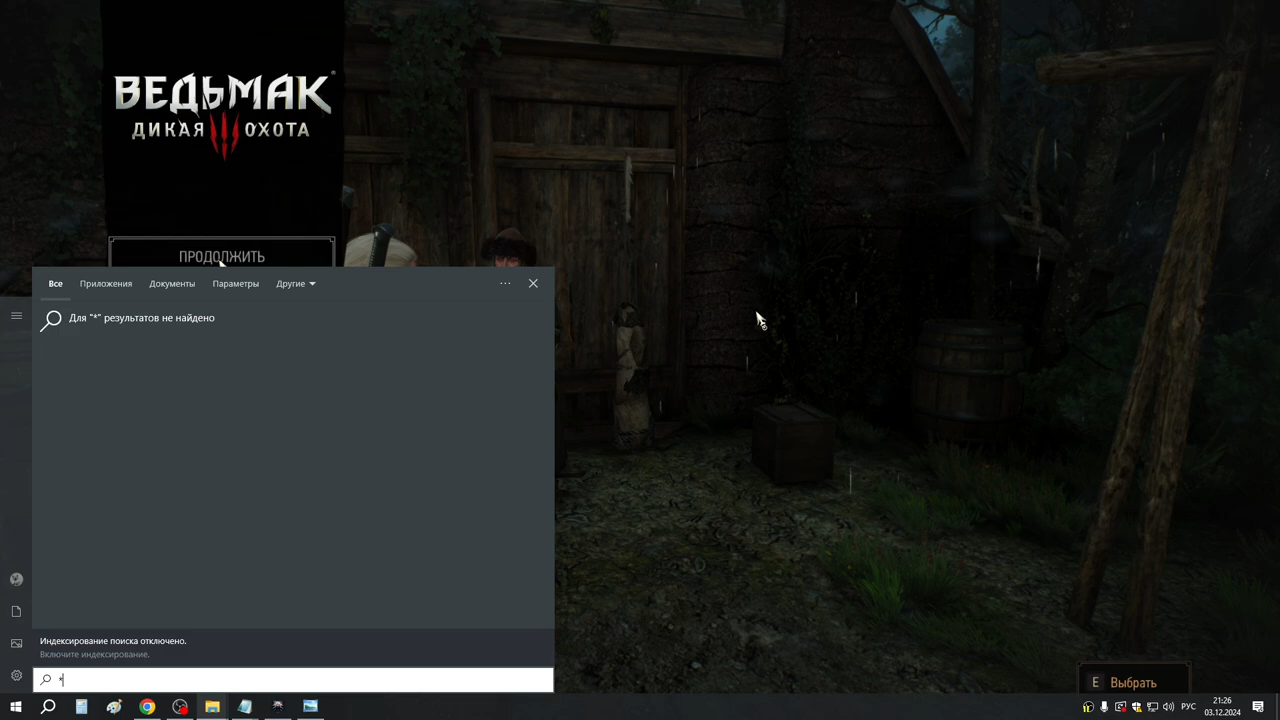 ВЕДЬМАК®
ДИКАЯ III ОХОТА
ПРОДОЛЖИТЬ
Все Приложения Документы Параметры Другие ...
Для "*" результатов не найдено
Индексирование поиска отключено.
Включите индексирование.
*
E Выбрать
РУС
21:26
03.12.2024